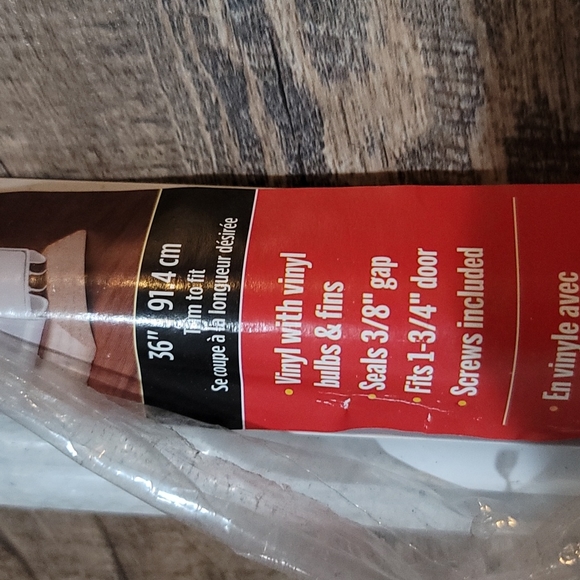 36" - 91.4 cm
Trim to fit
Se coupe à la longueur désirée
• Vinyl with vinyl
bulbs & fins
• Seals 3/8" gap
• Fits 1-3/4" door
• Screws included
• En vinyle avec